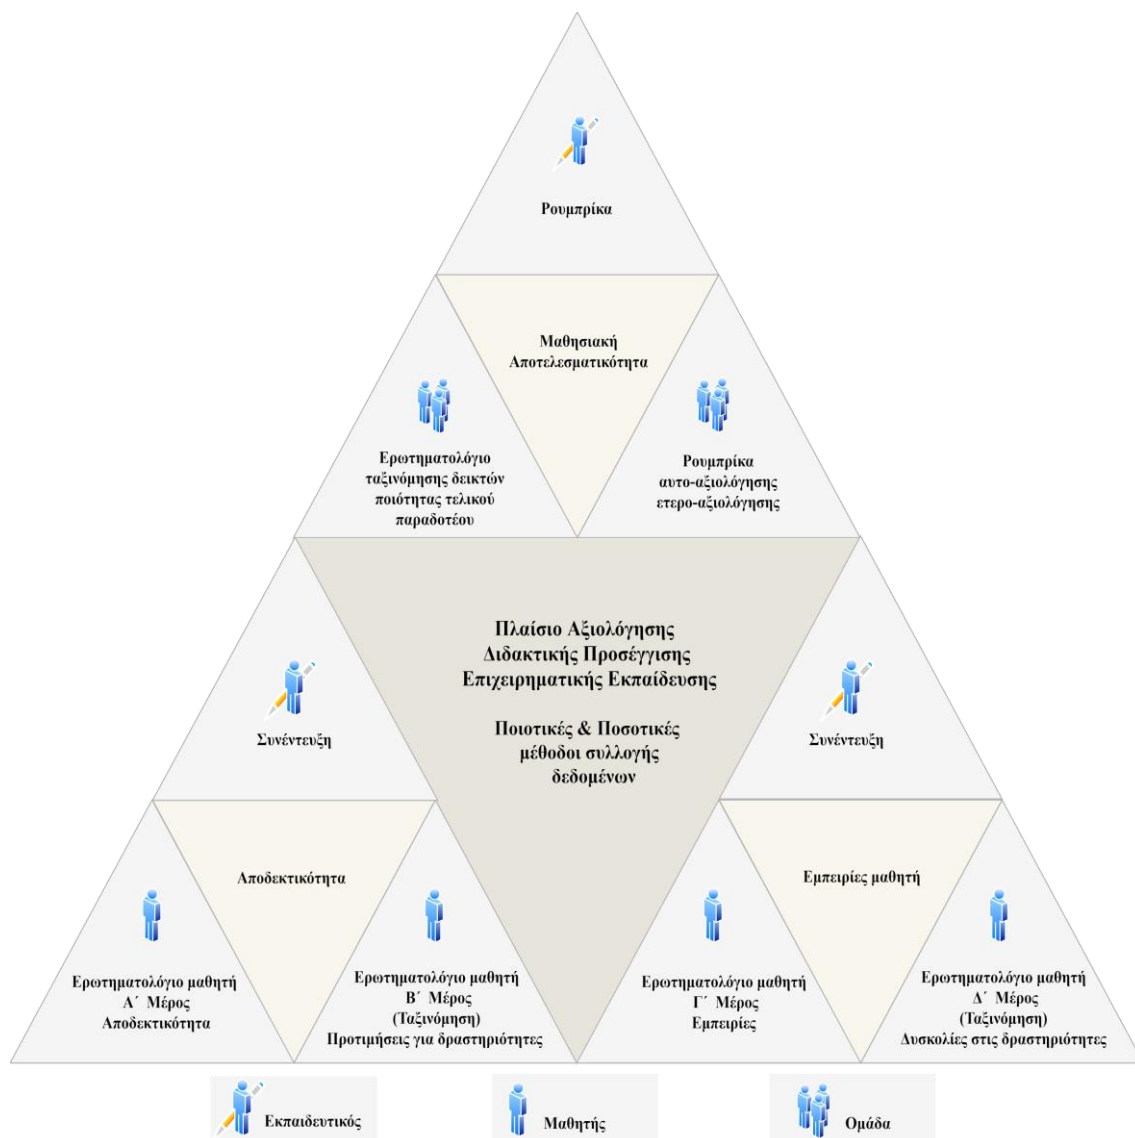 Ρουμπρίκα
Μαθησιακή
Αποτελεσματικότητα
Ερωτηματολόγιο
ταξινόμησης δεικτών
ποιότητας τελικού
παραδοτέου
Ρουμπρίκα
αυτο-αξιολόγησης
ετερο-αξιολόγησης
Πλαίσιο Αξιολόγησης
Διδακτικής Προσέγγισης
Επιχειρηματικής Εκπαίδευσης
Ποιοτικές & Ποσοτικές
μέθοδοι συλλογής
δεδομένων
Συνέντευξη
Συνέντευξη
Αποδεκτικότητα
Εμπειρίες μαθητή
Ερωτηματολόγιο μαθητή
Α΄ Μέρος
Αποδεκτικότητα
Ερωτηματολόγιο μαθητή
Β΄ Μέρος
(Ταξινόμηση)
Προτιμήσεις για δραστηριότητες
Ερωτηματολόγιο μαθητή
Γ΄ Μέρος
Εμπειρίες
Ερωτηματολόγιο μαθητή
Δ΄ Μέρος
(Ταξινόμηση)
Δυσκολίες στις δραστηριότητες
Εκπαιδευτικός
Μαθητής
Ομάδα